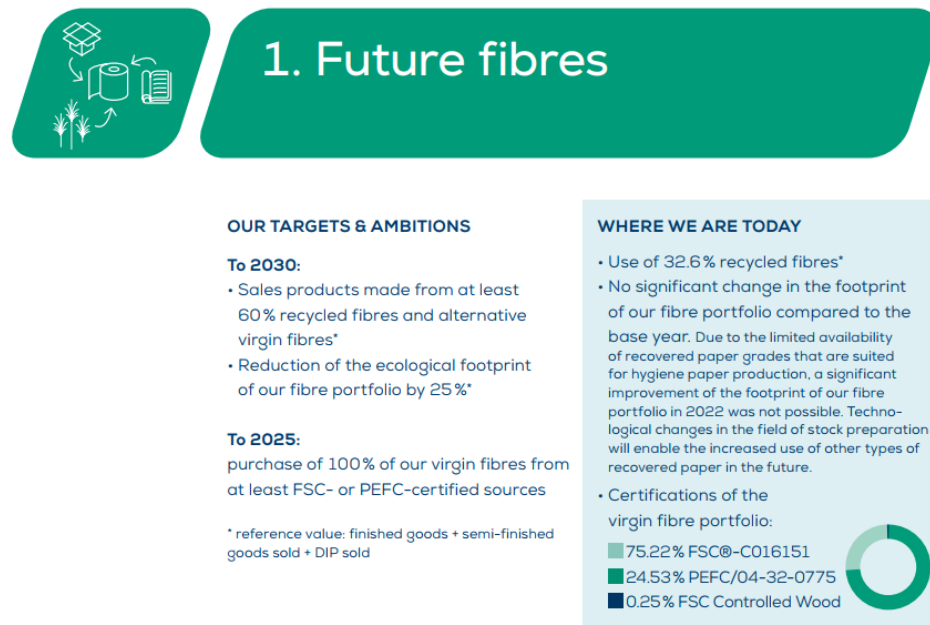 1. Future fibres
OUR TARGETS & AMBITIONS
To 2030:
• Sales products made from at least
60 % recycled fibres and alternative
virgin fibres*
• Reduction of the ecological footprint
of our fibre portfolio by 25 %*
To 2025:
purchase of 100 % of our virgin fibres from
at least FSC- or PEFC-certified sources
* reference value: finished goods + semi-finished
goods sold + DIP sold
WHERE WE ARE TODAY
• Use of 32.6 % recycled fibres*
• No significant change in the footprint
of our fibre portfolio compared to the
base year. Due to the limited availability
of recovered paper grades that are suited
for hygiene paper production, a significant
improvement of the footprint of our fibre
portfolio in 2022 was not possible. Techno-
logical changes in the field of stock preparation
will enable the increased use of other types of
recovered paper in the future.
• Certifications of the
virgin fibre portfolio:
75.22 % FSC®-C016151
24.53 % PEFC/04-32-0775
0.25 % FSC Controlled Wood